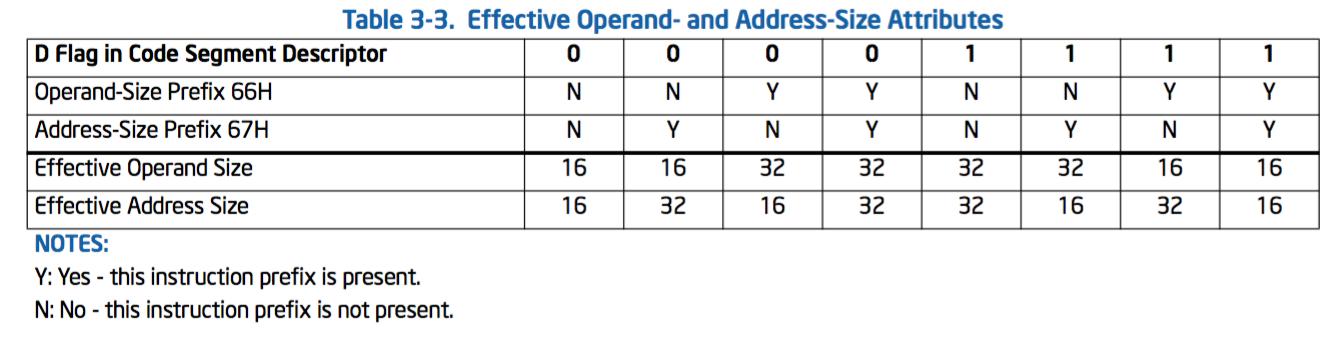 Table 3-3. Effective Operand- and Address-Size Attributes
D Flag in Code Segment Descriptor 0 0 0 0 1 1 1 1
Operand-Size Prefix 66H N N Y Y N N Y Y
Address-Size Prefix 67H N Y N Y N Y N Y
Effective Operand Size 16 16 32 32 32 32 16 16
Effective Address Size 16 32 16 32 32 16 32 16
NOTES:
Y: Yes - this instruction prefix is present.
N: No - this instruction prefix is not present.